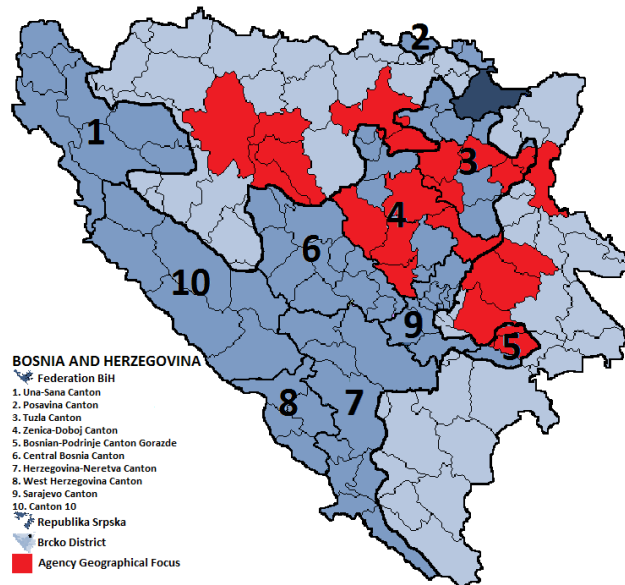 2
1
3
4
6
10
9
5
8
7
BOSNIA AND HERZEGOVINA
Federation BiH
1. Una-Sana Canton
2. Posavina Canton
3. Tuzla Canton
4. Zenica-Doboj Canton
5. Bosnian-Podrinje Canton Gorazde
6. Central Bosnia Canton
7. Herzegovina-Neretva Canton
8. West Herzegovina Canton
9. Sarajevo Canton
10. Canton 10
Republika Srpska
Brcko District
Agency Geographical Focus